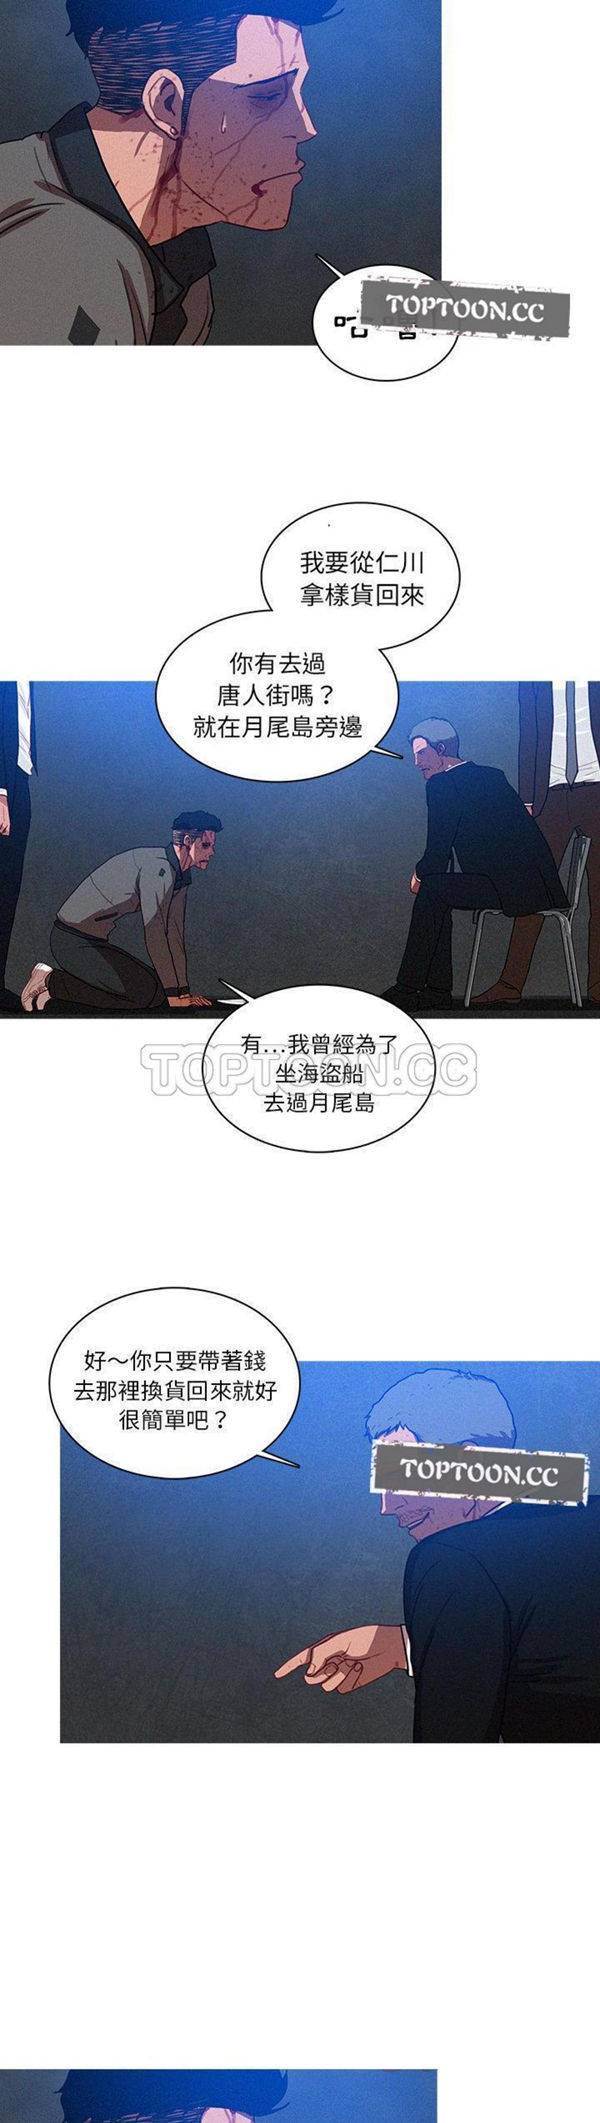 TOPTOON.CC
咕嚕
我要從仁川
拿樣貨回來
你有去過
唐人街嗎？
就在月尾島旁邊
有...我曾經為了
坐海盜船
去過月尾島
TOPTOON.CC
好～你只要帶著錢
去那裡換貨回來就好
很簡單吧？
TOPTOON.CC